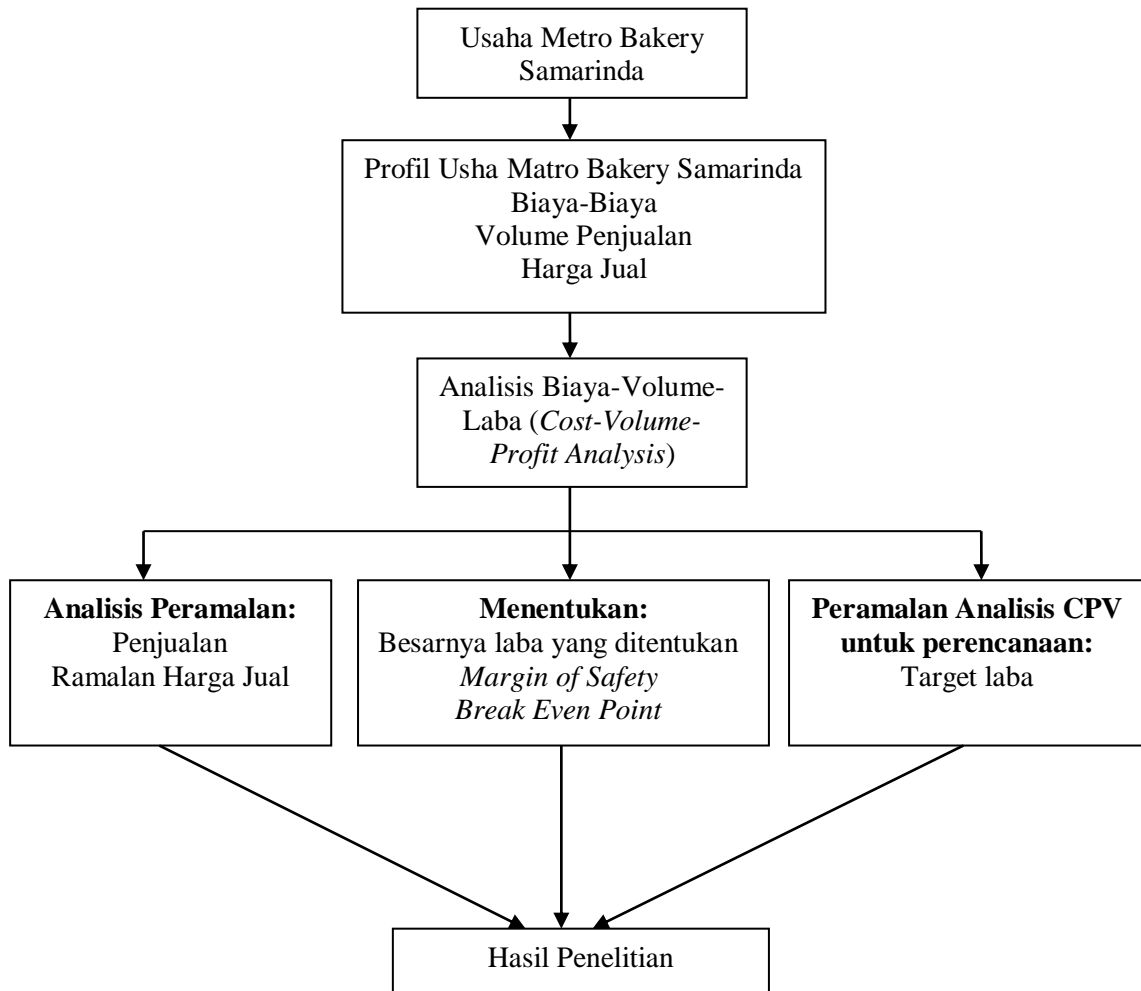 Usaha Metro Bakery
Samarinda
Profil Usha Matro Bakery Samarinda
Biaya-Biaya
Volume Penjualan
Harga Jual
Analisis Biaya-Volume-
Laba (Cost-Volume-
Profit Analysis)
Analisis Peramalan:
Penjualan
Ramalan Harga Jual
Menentukan:
Besarnya laba yang ditentukan
Margin of Safety
Break Even Point
Peramalan Analisis CPV
untuk perencanaan:
Target laba
Hasil Penelitian